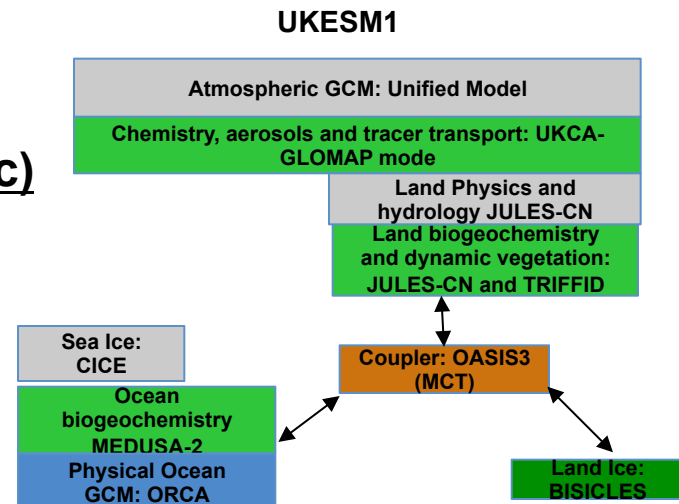 UKESM1
Atmospheric GCM: Unified Model
Chemistry, aerosols and tracer transport: UKCA-
GLOMAP mode
c)
Land Physics and
hydrology JULES-CN
Land biogeochemistry
and dynamic vegetation:
JULES-CN and TRIFFID
Sea Ice:
CICE
Coupler: OASIS3
(MCT)
Ocean
biogeochemistry
MEDUSA-2
Physical Ocean
GCM: ORCA
Land Ice:
BISICLES